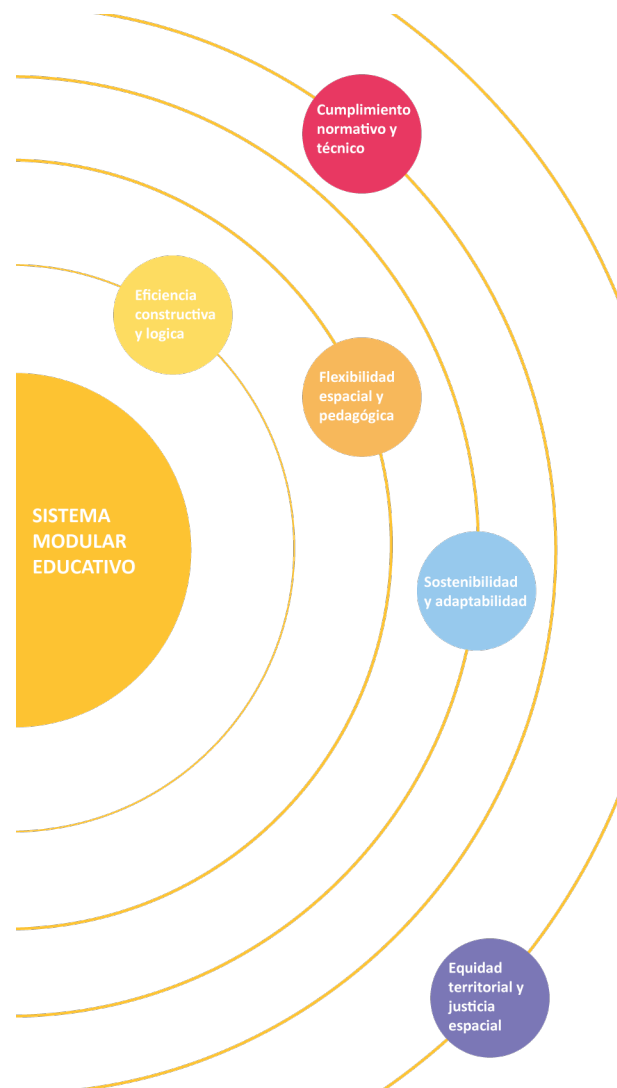 Cumplimiento
normativo y
técnico
Eficiencia
constructiva
y logica
Flexibilidad
espacial y
pedagógica
SISTEMA
MODULAR
EDUCATIVO
Sostenibilidad
y adaptabilidad
Equidad
territorial y
justicia
espacial